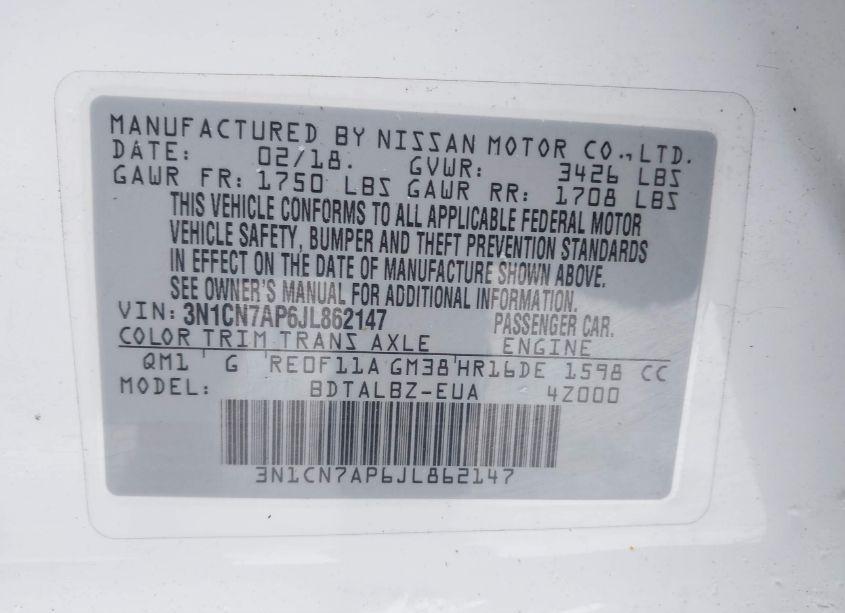 MANUFACTURED BY NISSAN MOTOR CO.,LTD.
DATE: 02/18. GVWR: 3426 LBS
GAWR FR: 1750 LBS GAWR RR: 1708 LBS
THIS VEHICLE CONFORMS TO ALL APPLICABLE FEDERAL MOTOR
VEHICLE SAFETY, BUMPER AND THEFT PREVENTION STANDARDS
IN EFFECT ON THE DATE OF MANUFACTURE SHOWN ABOVE.
SEE OWNER'S MANUAL FOR ADDITIONAL INFORMATION.
VIN: 3N1CN7AP6JL862147 PASSENGER CAR.
COLOR TRIM TRANS AXLE ENGINE
QM1 ' G 'RE0F11A GM38'HR16DE 1598 CC
MODEL: BDTALBZ-EUA 4Z000
3N1CN7AP6JL862147